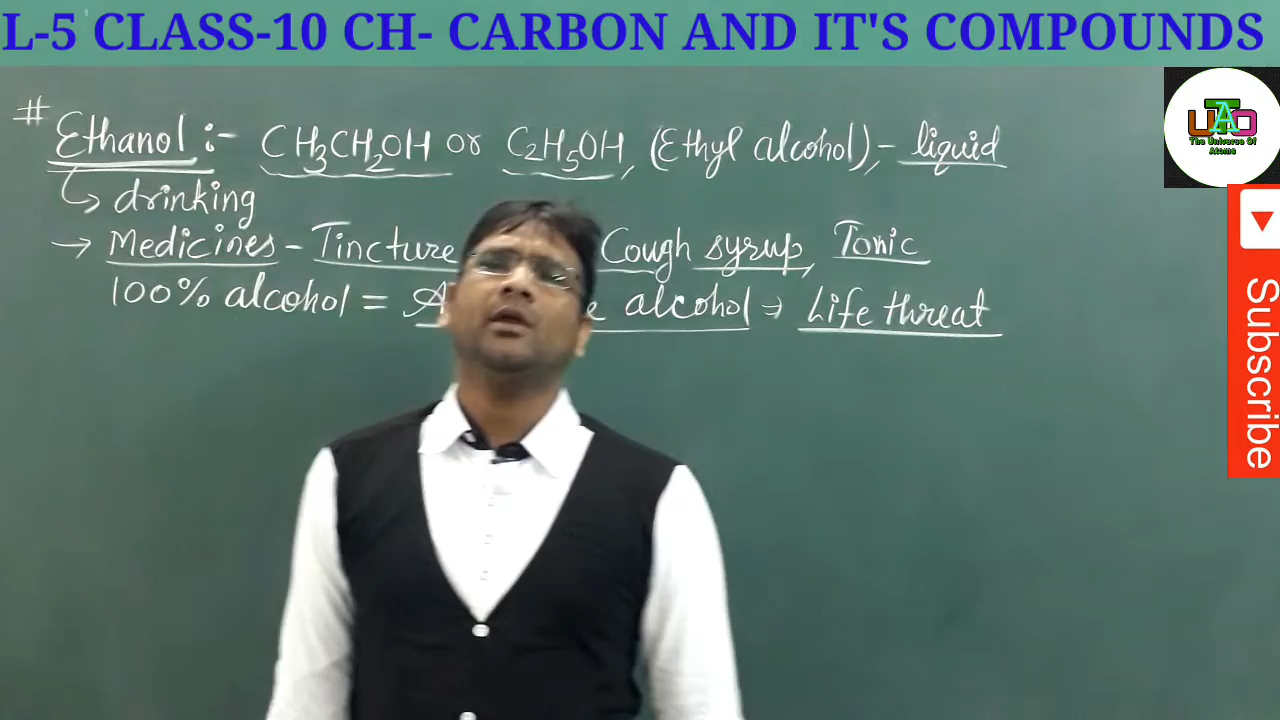 L-5 CLASS-10 CH- CARBON AND IT'S COMPOUNDS
# Ethanol :- CH3CH2OH or C2H5OH, (Ethyl alcohol),- liquid
↳ drinking
→ Medicines - Tincture Cough syrup, Tonic
100% alcohol = alcohol → Life threat
UTAO
The Universe Of
Atoms
Subscribe